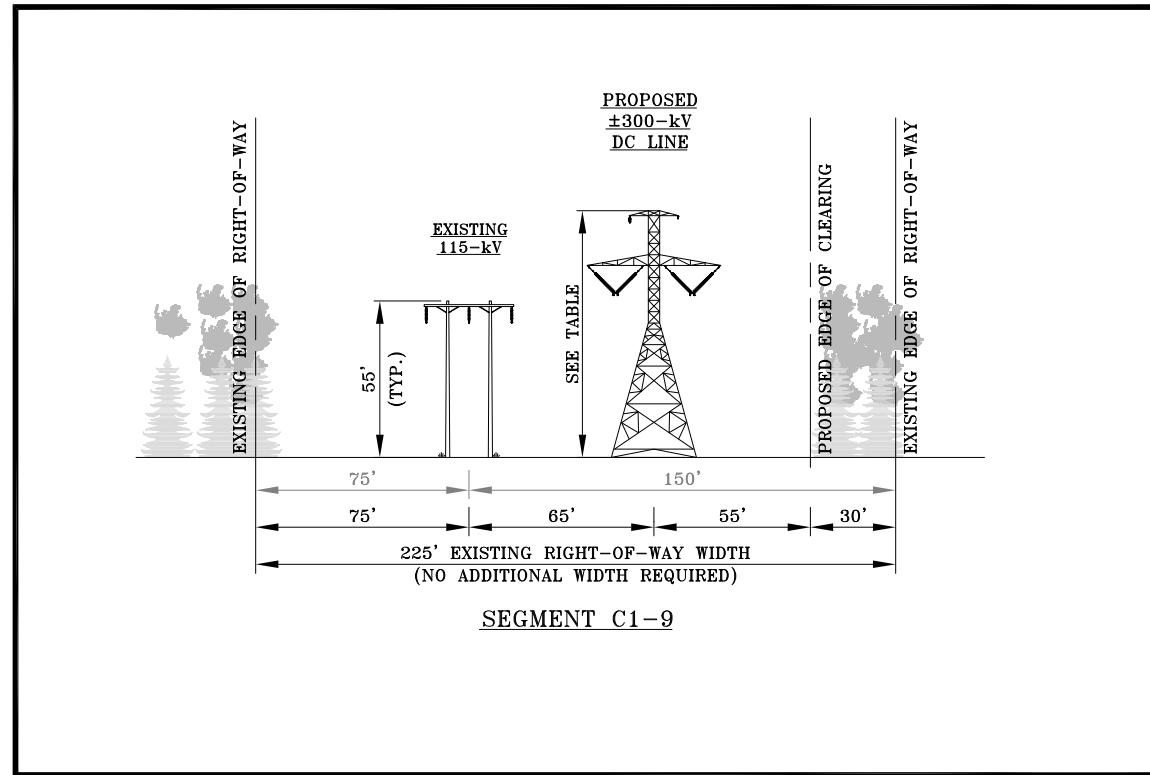 PROPOSED
±300-kV
DC LINE
EXISTING
115-kV
EXISTING EDGE OF RIGHT-OF-WAY
55'
(TYP.)
SEE TABLE
PROPOSED EDGE OF CLEARING
EXISTING EDGE OF RIGHT-OF-WAY
75'
150'
75'
65'
55'
30'
225' EXISTING RIGHT-OF-WAY WIDTH
(NO ADDITIONAL WIDTH REQUIRED)
SEGMENT C1-9